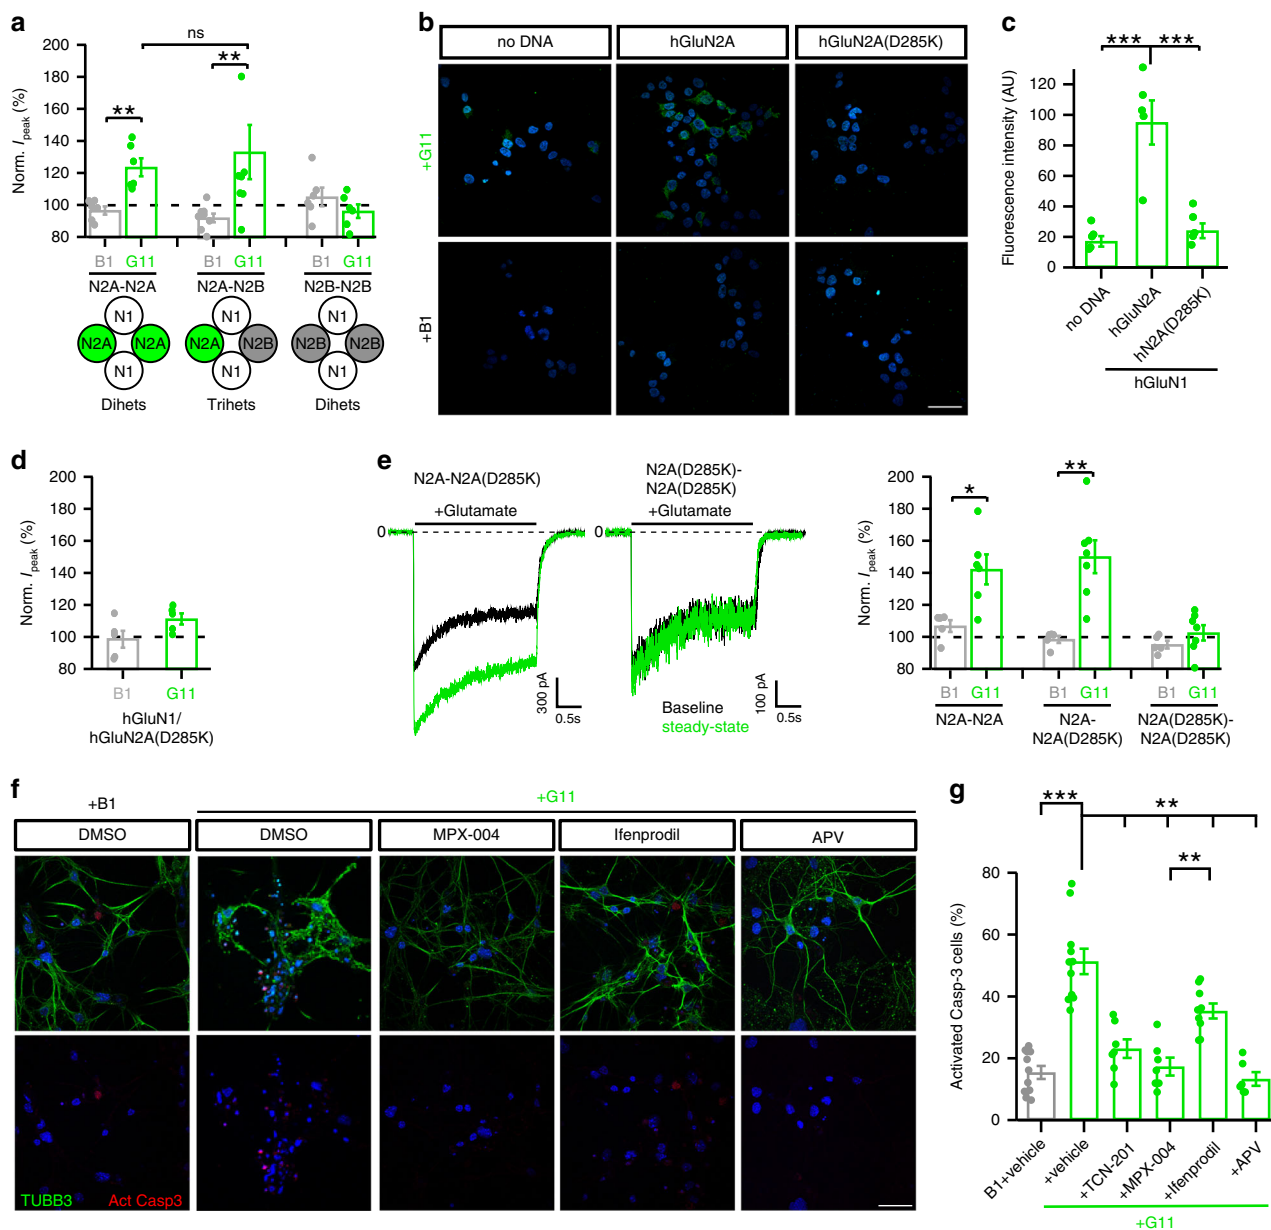 a
ns
**
**
200
180
160
140
120
100
80
Norm. Ipeak (%)
B1 G11 B1 G11 B1 G11
N2A-N2A N2A-N2B N2B-N2B
N1 N1 N1
N2A N2A N2A N2B N2B N2B
N1 N1 N1
Dihets Trihets Dihets
b
no DNA hGluN2A hGluN2A(D285K)
+G11
+B1
c
*** ***
120
100
80
60
40
20
0
Fluorescence intensity (AU)
no DNA hGluN2A hN2A(D285K)
hGluN1
d
200
180
160
140
120
100
80
Norm. Ipeak (%)
B1 G11
hGluN1/
hGluN2A(D285K)
e
N2A-N2A(D285K)
+Glutamate
0
300 pA
0.5s
N2A(D285K)-
N2A(D285K)
+Glutamate
0
Baseline
steady-state
100 pA
0.5s
200
180
160
140
120
100
80
Norm. Ipeak (%)
*
**
B1 G11 B1 G11 B1 G11
N2A-N2A N2A- N2A(D285K)-
N2A(D285K) N2A(D285K)
f
+B1 +G11
DMSO DMSO MPX-004 Ifenprodil APV
TUBB3 Act Casp3
g
*** **
**
80
60
40
20
0
Activated Casp-3 cells (%)
B1+vehicle +vehicle +TCN-201 +MPX-004 +Ifenprodil +APV
+G11